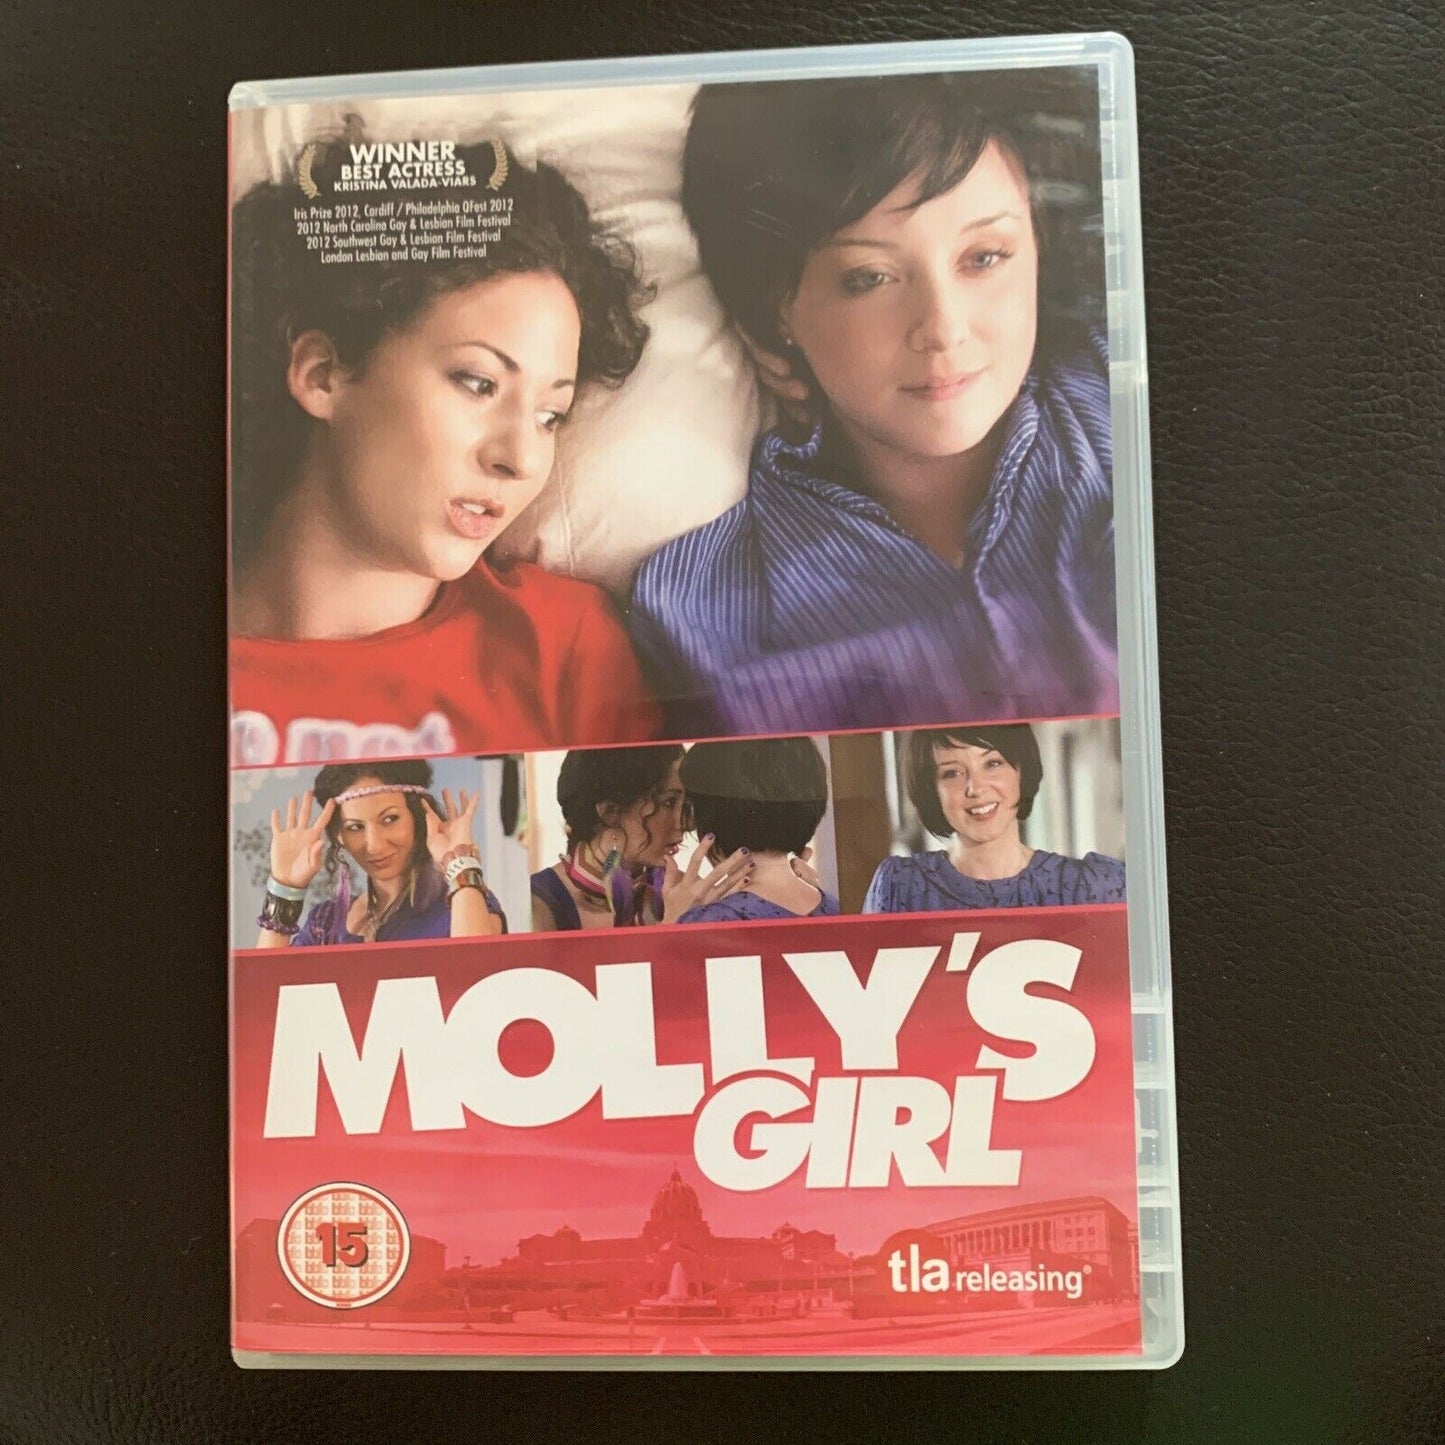 WINNER
BEST ACTRESS
KRISTINA VALADA-VIARS
Iris Prize 2012, Cardiff / Philadelphia QFest 2012
2012 North Carolina Gay & Lesbian Film Festival
2012 Southwest Gay & Lesbian Film Festival
London Lesbian and Gay Film Festival
MOLLY'S
GIRL
15
tla releasing®